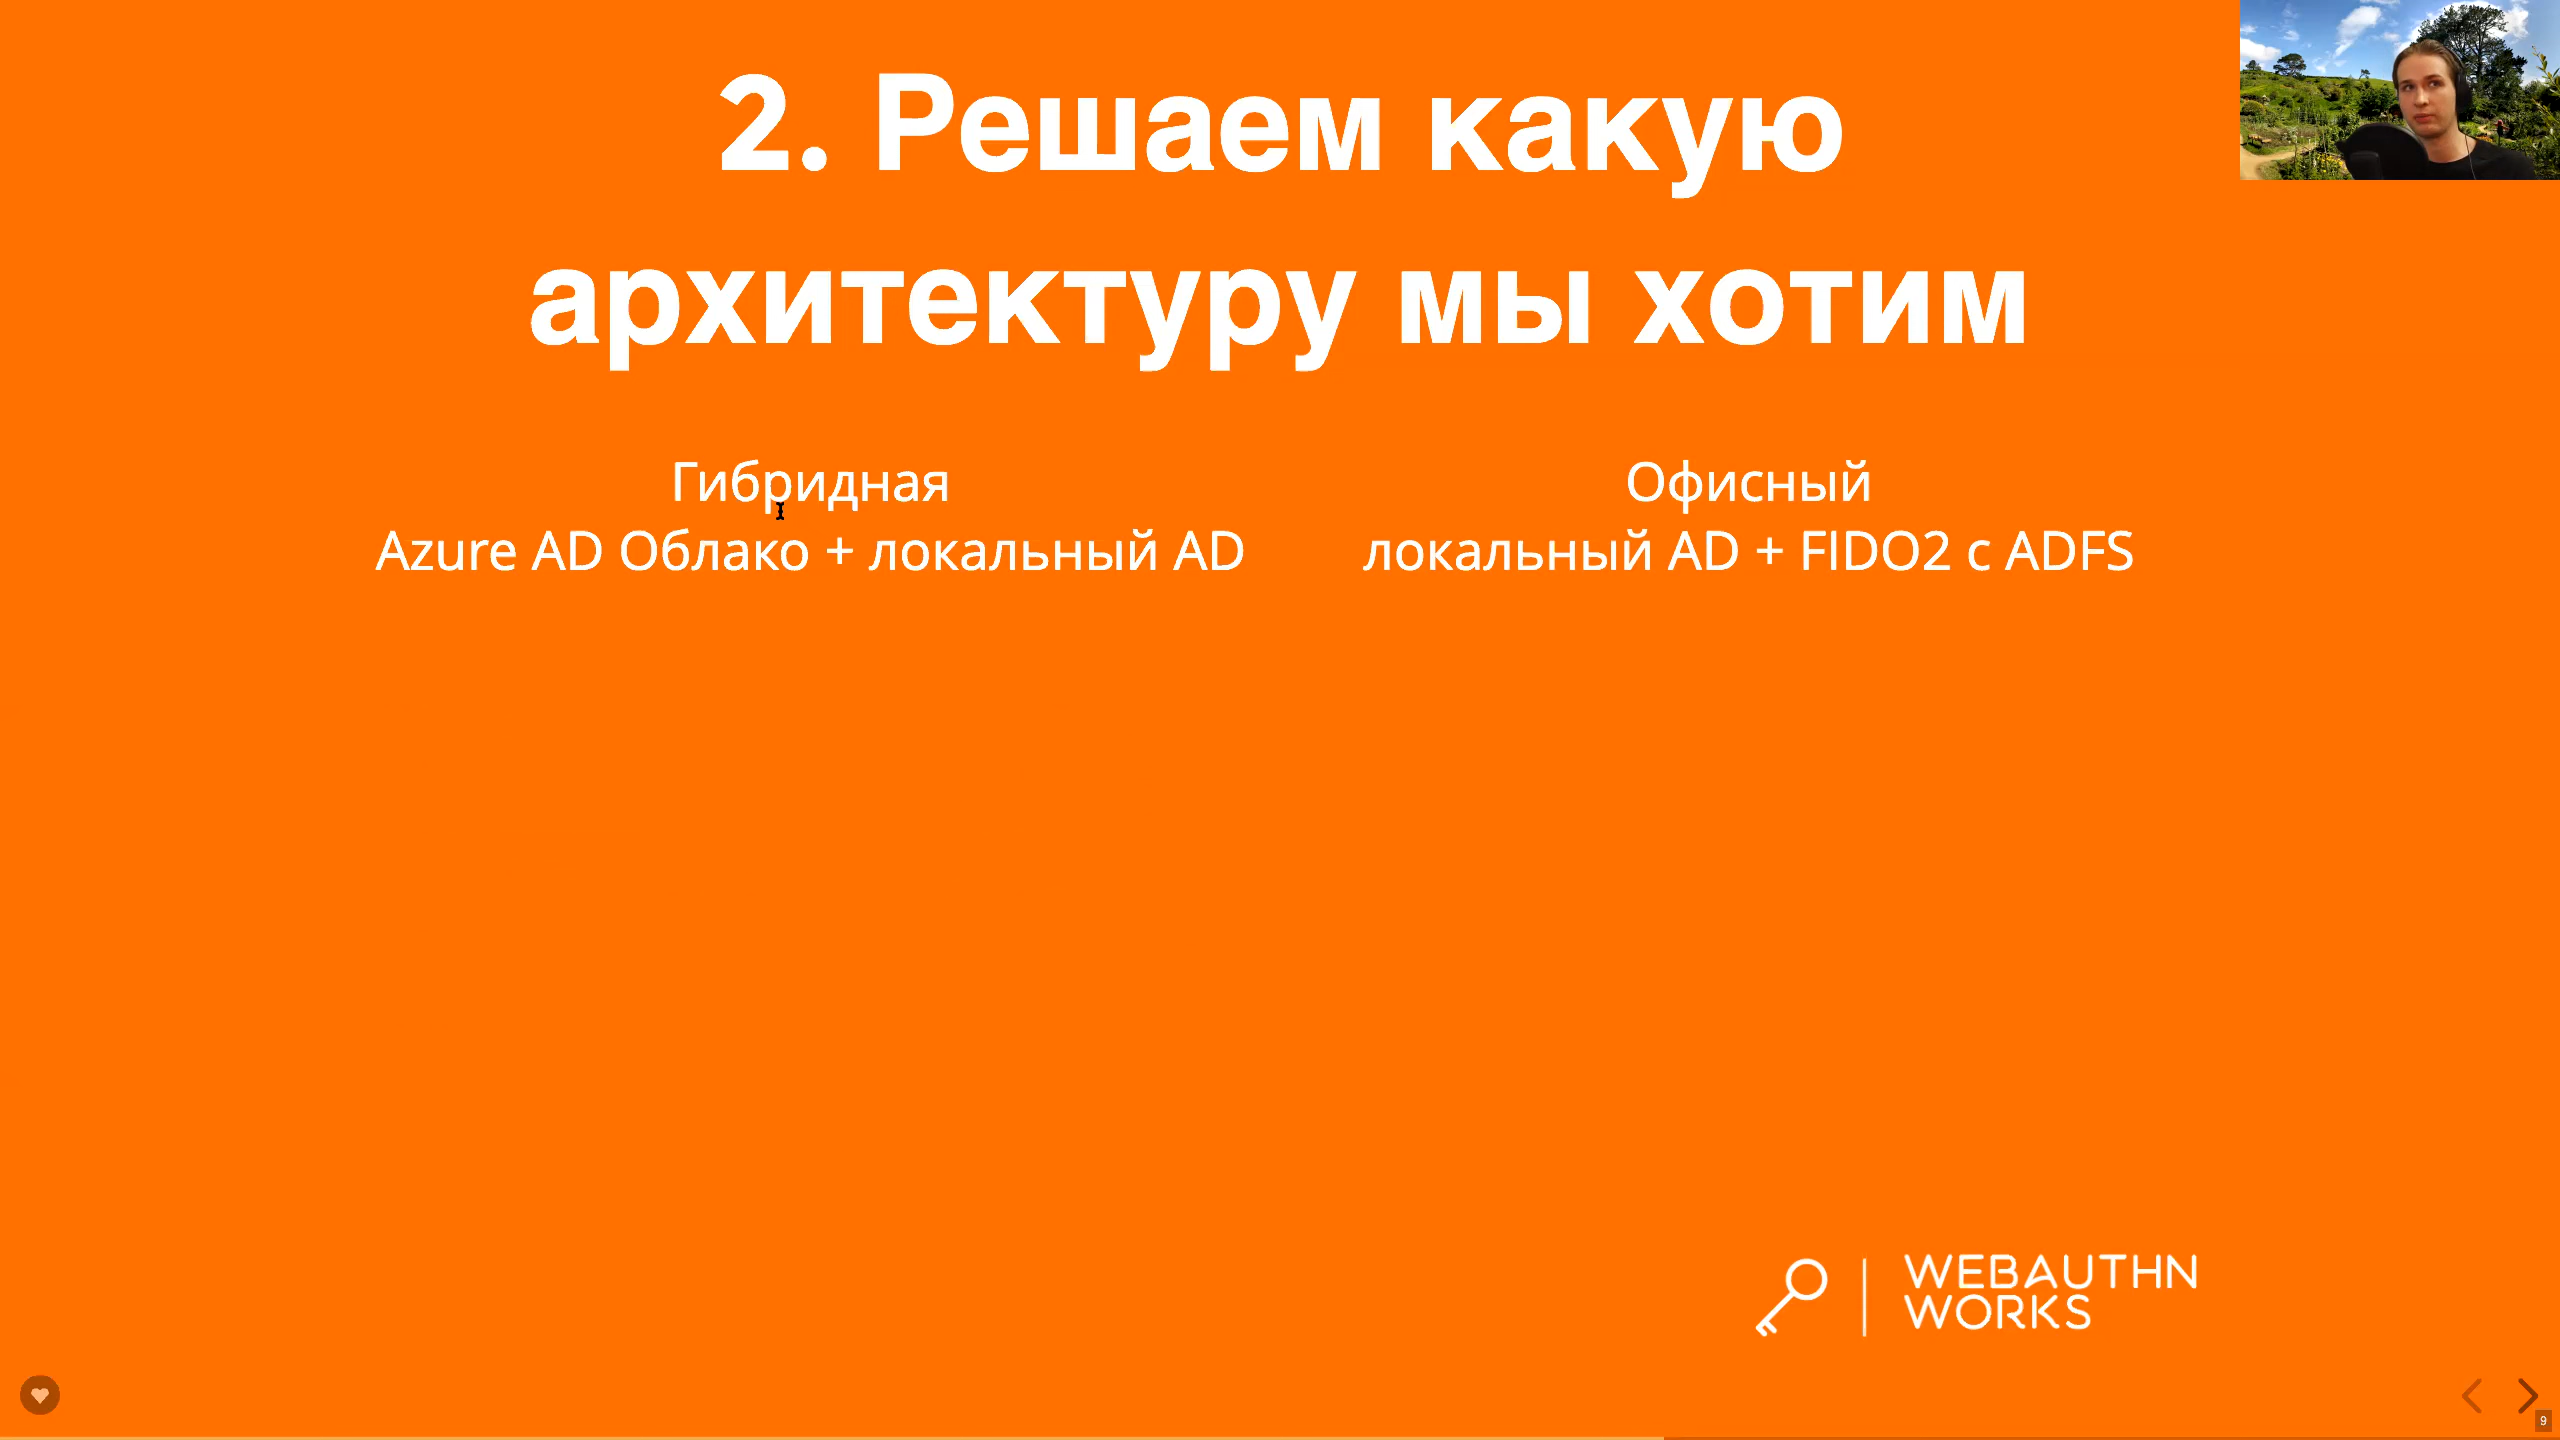 2. Решаем какую
архитектуру мы хотим
Гибридная
Azure AD Облако + локальный AD
Офисный
локальный AD + FIDO2 с ADFS
WEBAUTHN
WORKS
9